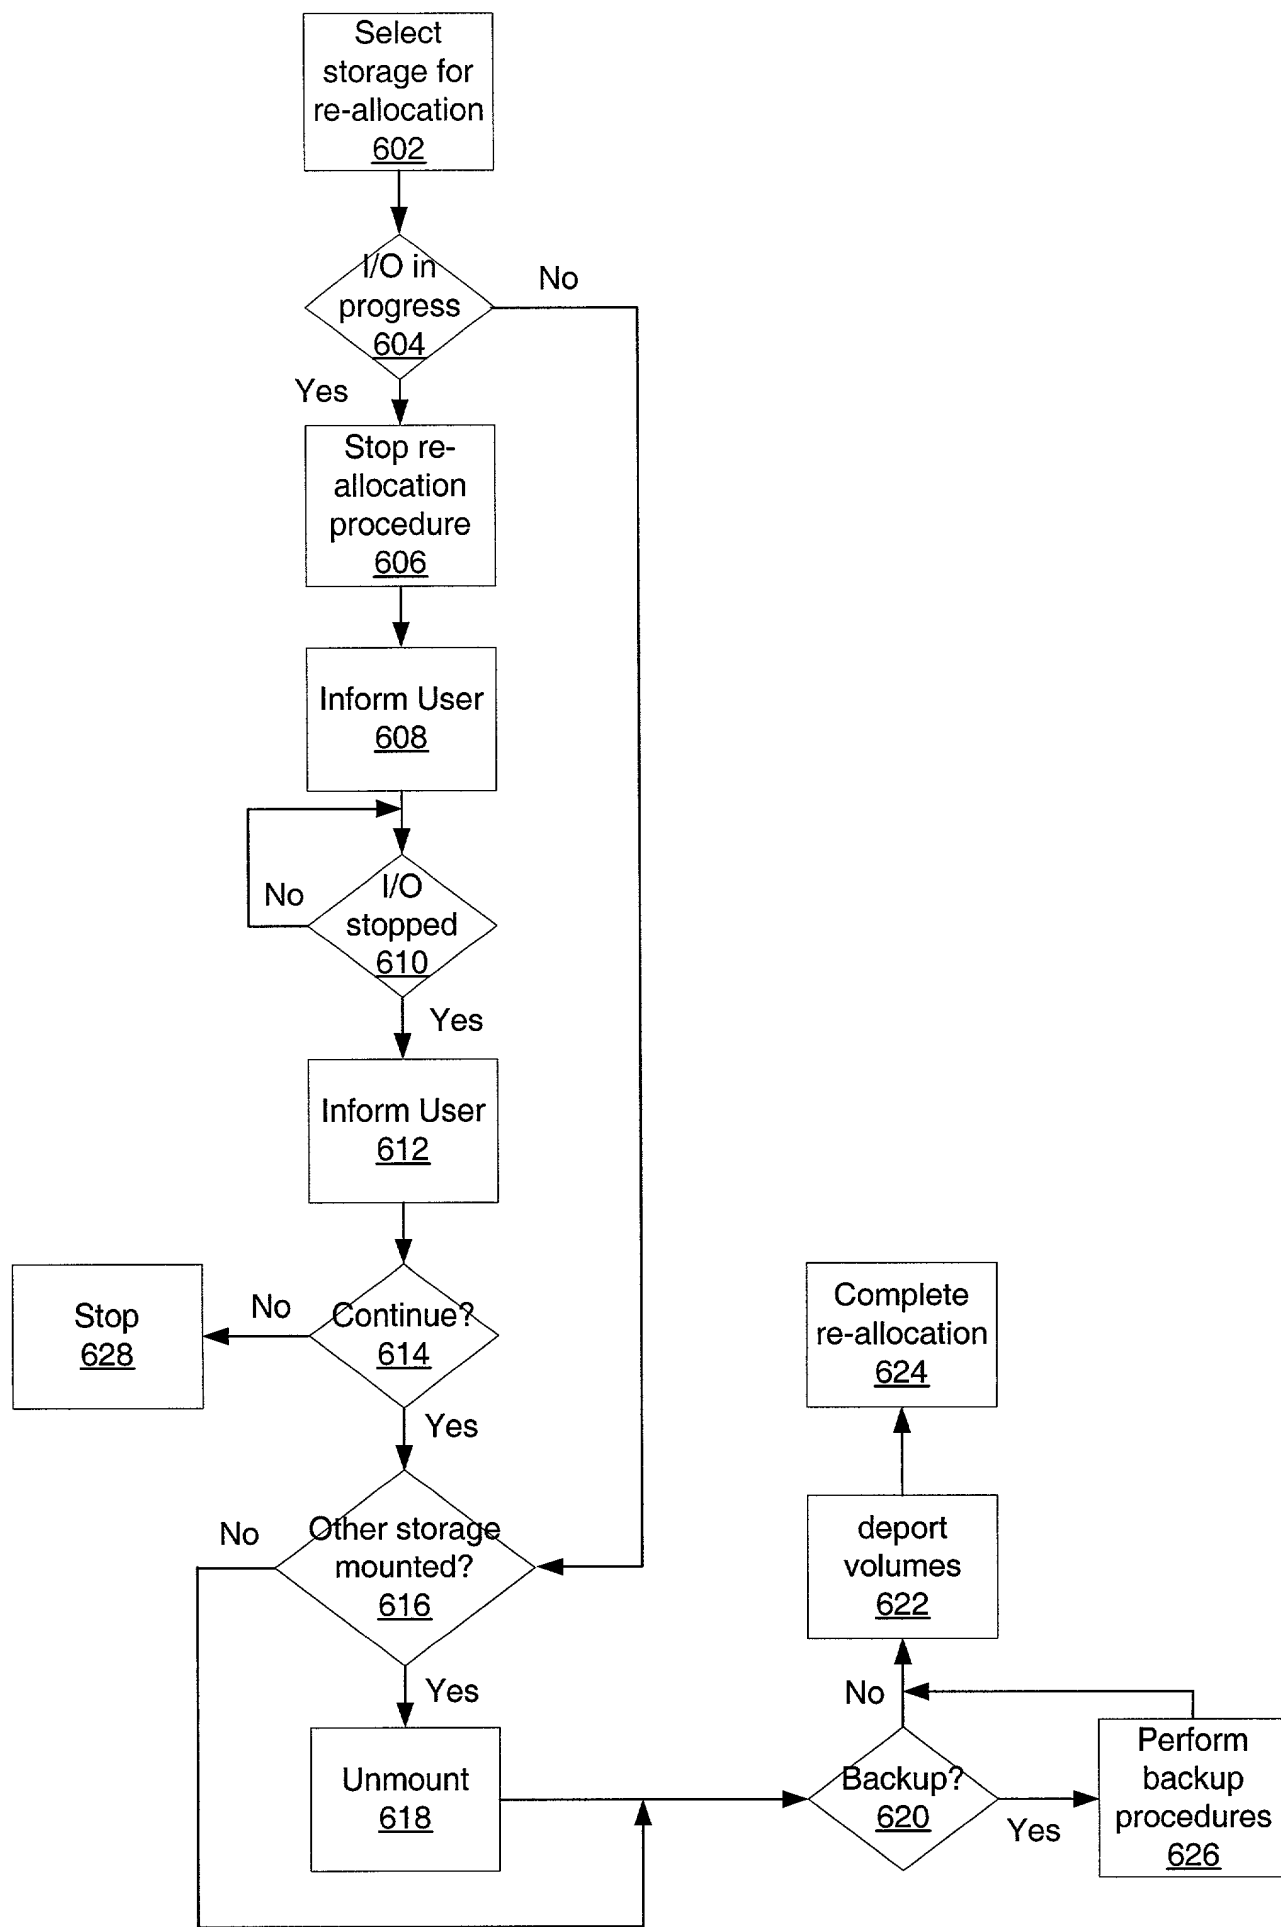 Select
storage for
re-allocation
602
I/O in
progress
604
No
Yes
Stop re-
allocation
procedure
606
Inform User
608
No
I/O
stopped
610
Yes
Inform User
612
Stop
628
No
Continue?
614
Yes
Complete
re-allocation
624
No
Other storage
mounted?
616
Yes
deport
volumes
622
No
Unmount
618
Backup?
620
Yes
Perform
backup
procedures
626